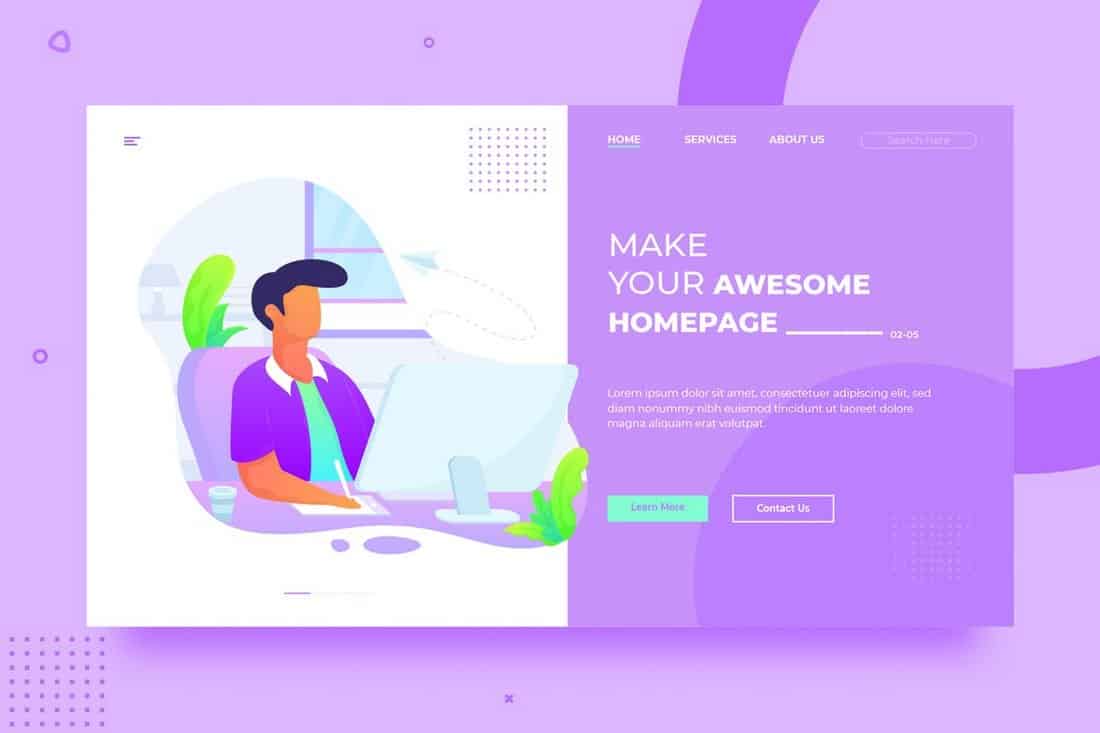 HOME
SERVICES
ABOUT US
Search Here
MAKE
YOUR AWESOME
HOMEPAGE
02-05
Lorem ipsum dolor sit amet, consectetuer adipiscing elit, sed
diam nonummy nibh euismod tincidunt ut laoreet dolore
magna aliquam erat volutpat.
Learn More
Contact Us